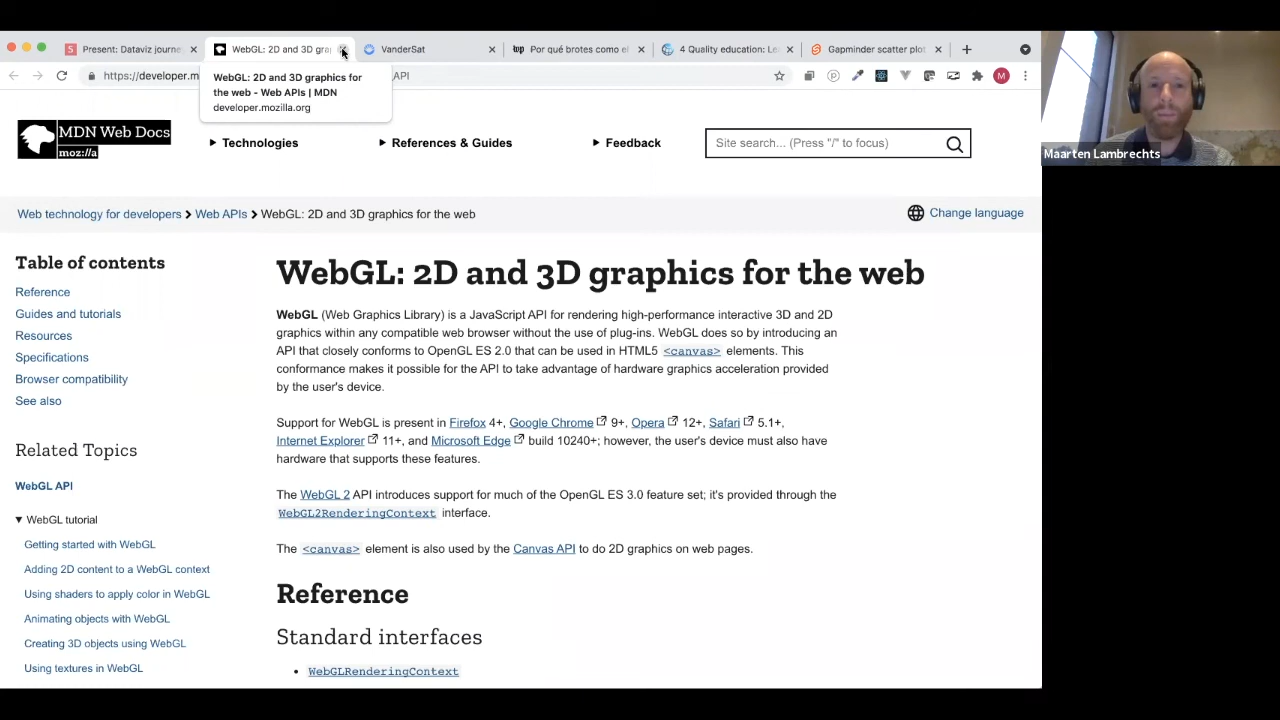 Present: Dataviz journe
WebGL: 2D and 3D gra
VanderSat
Por qué brotes como el
4 Quality education: Le
Gapminder scatter plot
https://developer.m
API
M
WebGL: 2D and 3D graphics for
the web - Web APIs | MDN
developer.mozilla.org
MDN Web Docs
moz://a
Technologies
References & Guides
Feedback
Site search... (Press "/" to focus)
Maarten Lambrechts
Web technology for developers
Web APIs
WebGL: 2D and 3D graphics for the web
Change language
Table of contents
Reference
Guides and tutorials
Resources
Specifications
Browser compatibility
See also
Related Topics
WebGL API
WebGL tutorial
Getting started with WebGL
Adding 2D content to a WebGL context
Using shaders to apply color in WebGL
Animating objects with WebGL
Creating 3D objects using WebGL
Using textures in WebGL
WebGL: 2D and 3D graphics for the web
WebGL (Web Graphics Library) is a JavaScript API for rendering high-performance interactive 3D and 2D
graphics within any compatible web browser without the use of plug-ins. WebGL does so by introducing an
API that closely conforms to OpenGL ES 2.0 that can be used in HTML5 <canvas> elements. This
conformance makes it possible for the API to take advantage of hardware graphics acceleration provided
by the user's device.
Support for WebGL is present in Firefox 4+, Google Chrome 9+, Opera 12+, Safari 5.1+,
Internet Explorer 11+, and Microsoft Edge build 10240+; however, the user's device must also have
hardware that supports these features.
The WebGL 2 API introduces support for much of the OpenGL ES 3.0 feature set; it's provided through the
WebGL2RenderingContext interface.
The <canvas> element is also used by the Canvas API to do 2D graphics on web pages.
Reference
Standard interfaces
WebGLRenderingContext